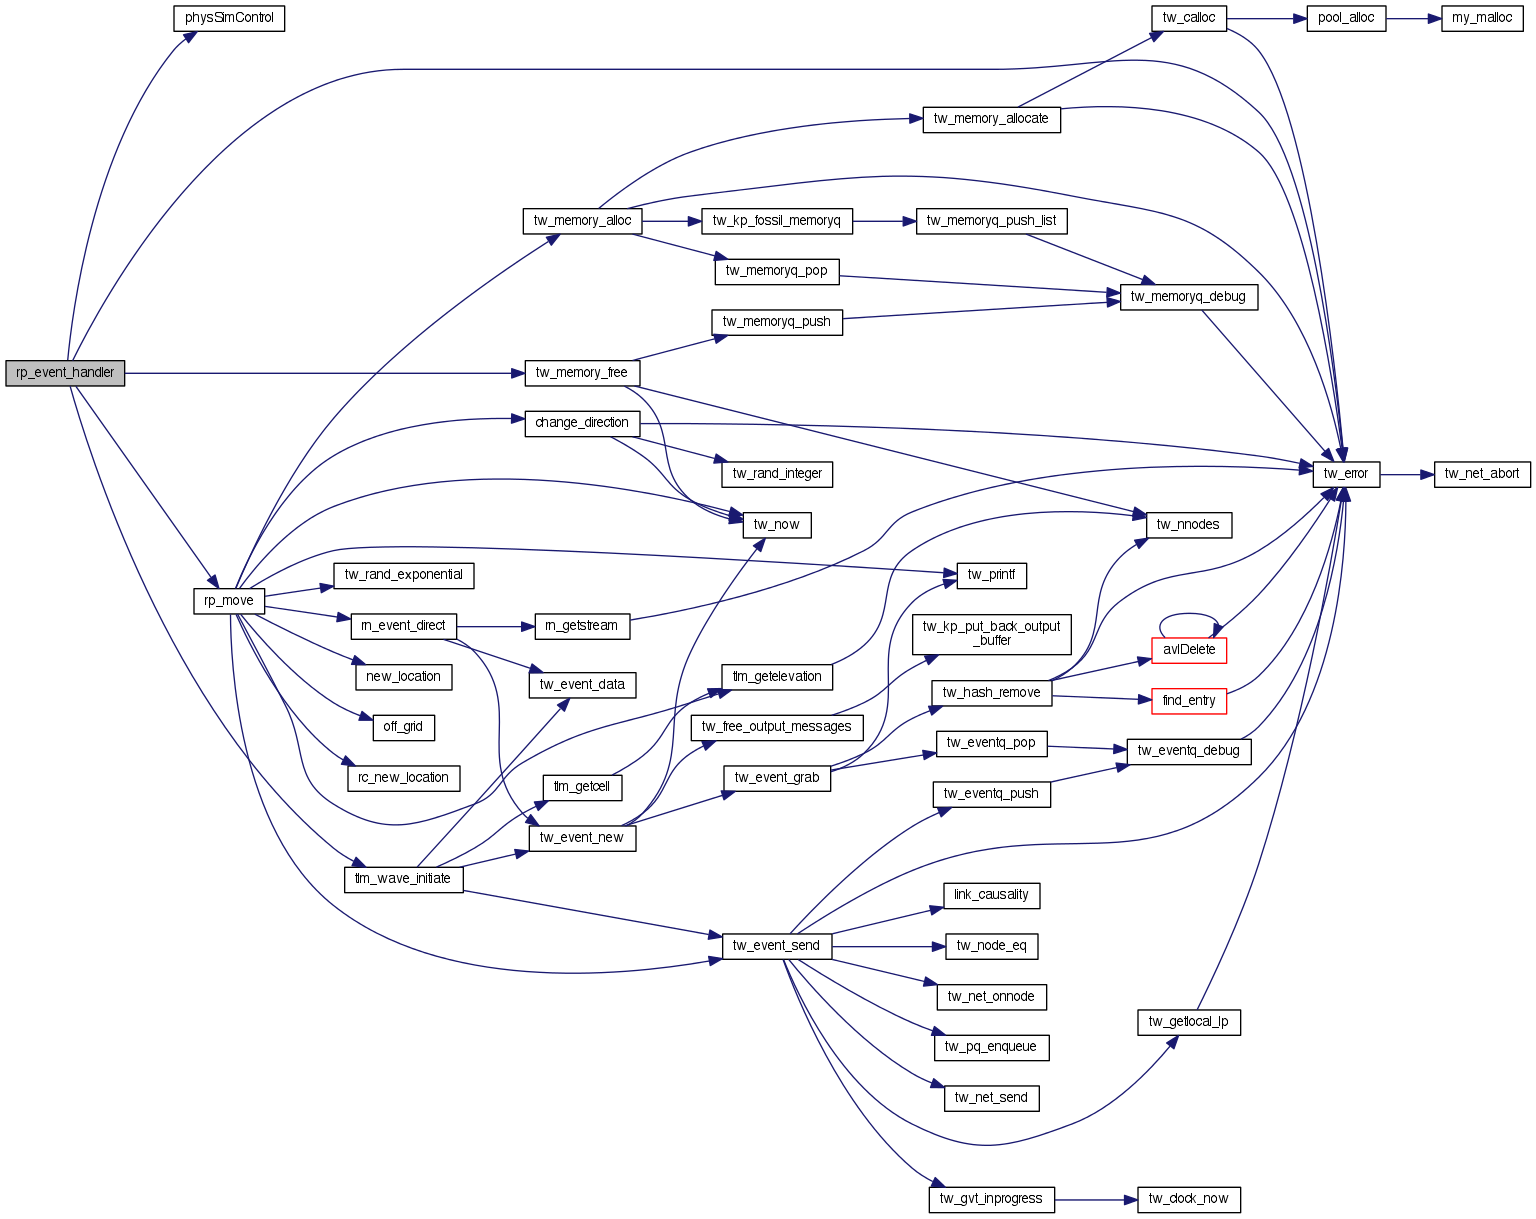 physSimControl
tw_calloc
pool_alloc
my_malloc
tw_memory_allocate
tw_memory_alloc
tw_kp_fossil_memoryq
tw_memoryq_push_list
tw_memoryq_pop
tw_memoryq_debug
tw_memoryq_push
rp_event_handler
tw_memory_free
change_direction
tw_rand_integer
tw_error
tw_net_abort
tw_now
tw_nnodes
tw_rand_exponential
tw_printf
rp_move
rn_event_direct
rn_getstream
tw_kp_put_back_output
_buffer
avlDelete
new_location
tw_event_data
tlm_getelevation
tw_hash_remove
find_entry
off_grid
tw_free_output_messages
tw_eventq_pop
tw_eventq_debug
rc_new_location
tlm_getcell
tw_event_grab
tw_eventq_push
tw_event_new
tlm_wave_initiate
link_causality
tw_event_send
tw_node_eq
tw_net_onnode
tw_getlocal_lp
tw_pq_enqueue
tw_net_send
tw_gvt_inprogress
tw_clock_now